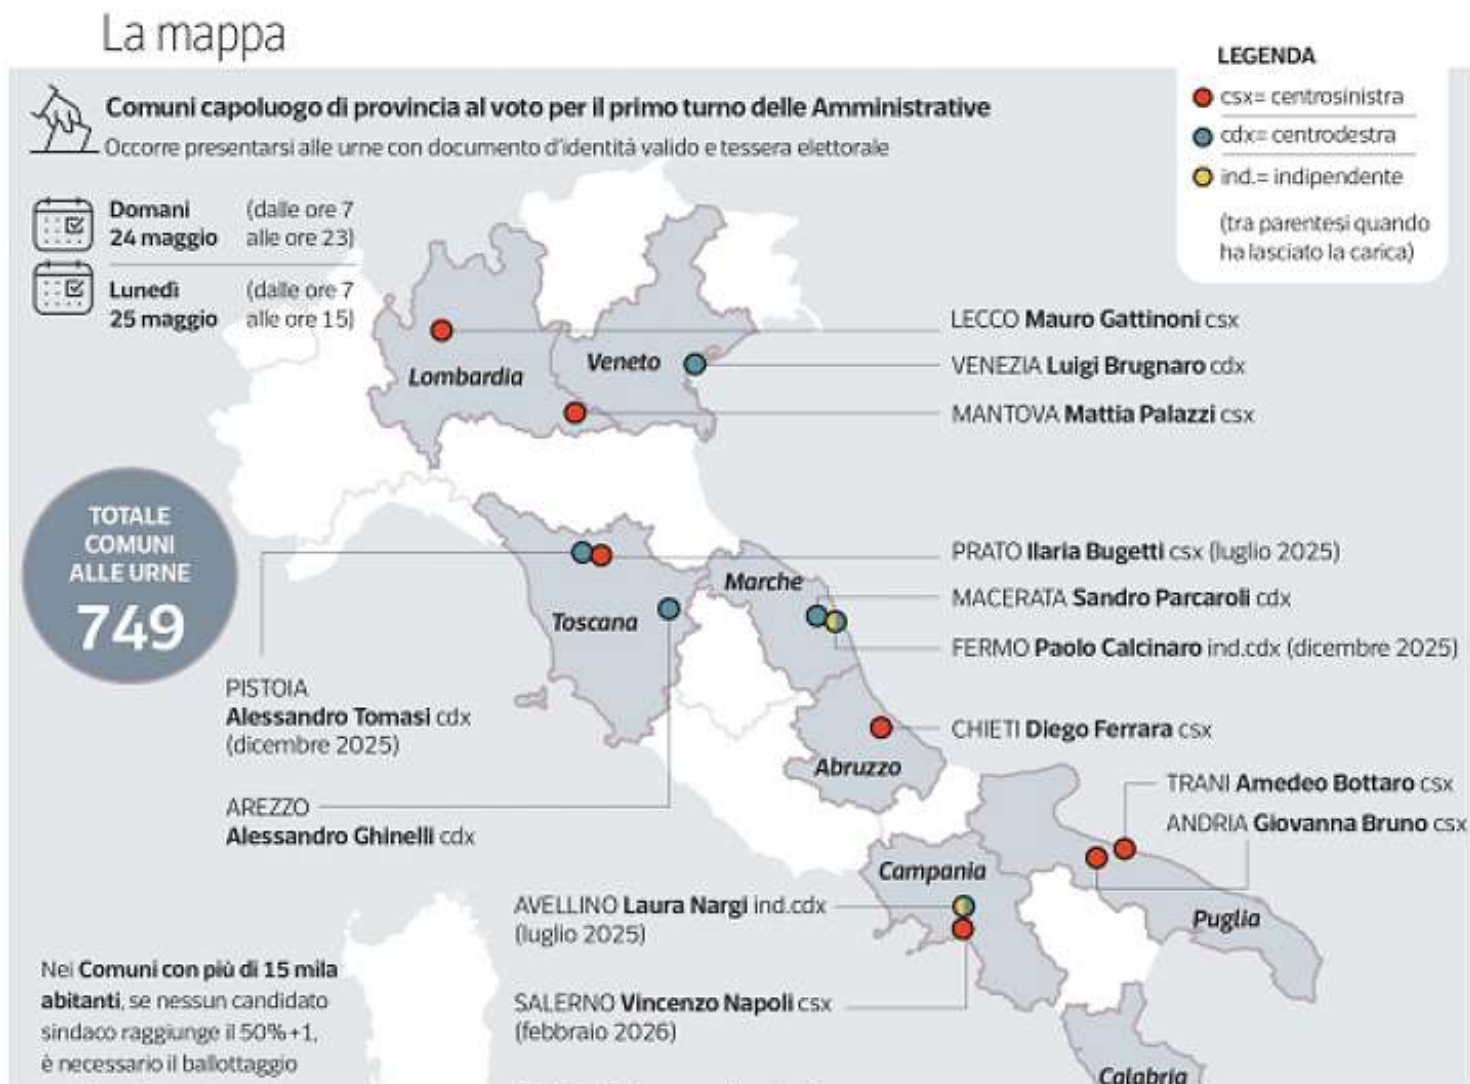 La mappa
Comuni capoluogo di provincia al voto per il primo turno delle Amministrative
Occorre presentarsi alle urne con documento d'identità valido e tessera elettorale
Domani (dalle ore 7
24 maggio alle ore 23)
Lunedì (dalle ore 7
25 maggio alle ore 15)
LEGENDA
csx= centrosinistra
cdx= centrodestra
ind.= indipendente
(tra parentesi quando
ha lasciato la carica)
Lombardia
Veneto
LECCO Mauro Gattinoni csx
VENEZIA Luigi Brugnaro cdx
MANTOVA Mattia Palazzi csx
TOTALE
COMUNI
ALLE URNE
749
Toscana
Marche
PRATO Ilaria Bugetti csx (luglio 2025)
MACERATA Sandro Parcaroli cdx
FERMO Paolo Calcinaro ind.cdx (dicembre 2025)
PISTOIA
Alessandro Tomasi cdx
(dicembre 2025)
AREZZO
Alessandro Ghinelli cdx
Abruzzo
CHIETI Diego Ferrara csx
TRANI Amedeo Bottaro csx
ANDRIA Giovanna Bruno csx
Campania
Puglia
AVELLINO Laura Nargi ind.cdx
(luglio 2025)
SALERNO Vincenzo Napoli csx
(febbraio 2026)
Nei Comuni con più di 15 mila
abitanti, se nessun candidato
sindaco raggiunge il 50%+1,
è necessario il ballottaggio
Calabria